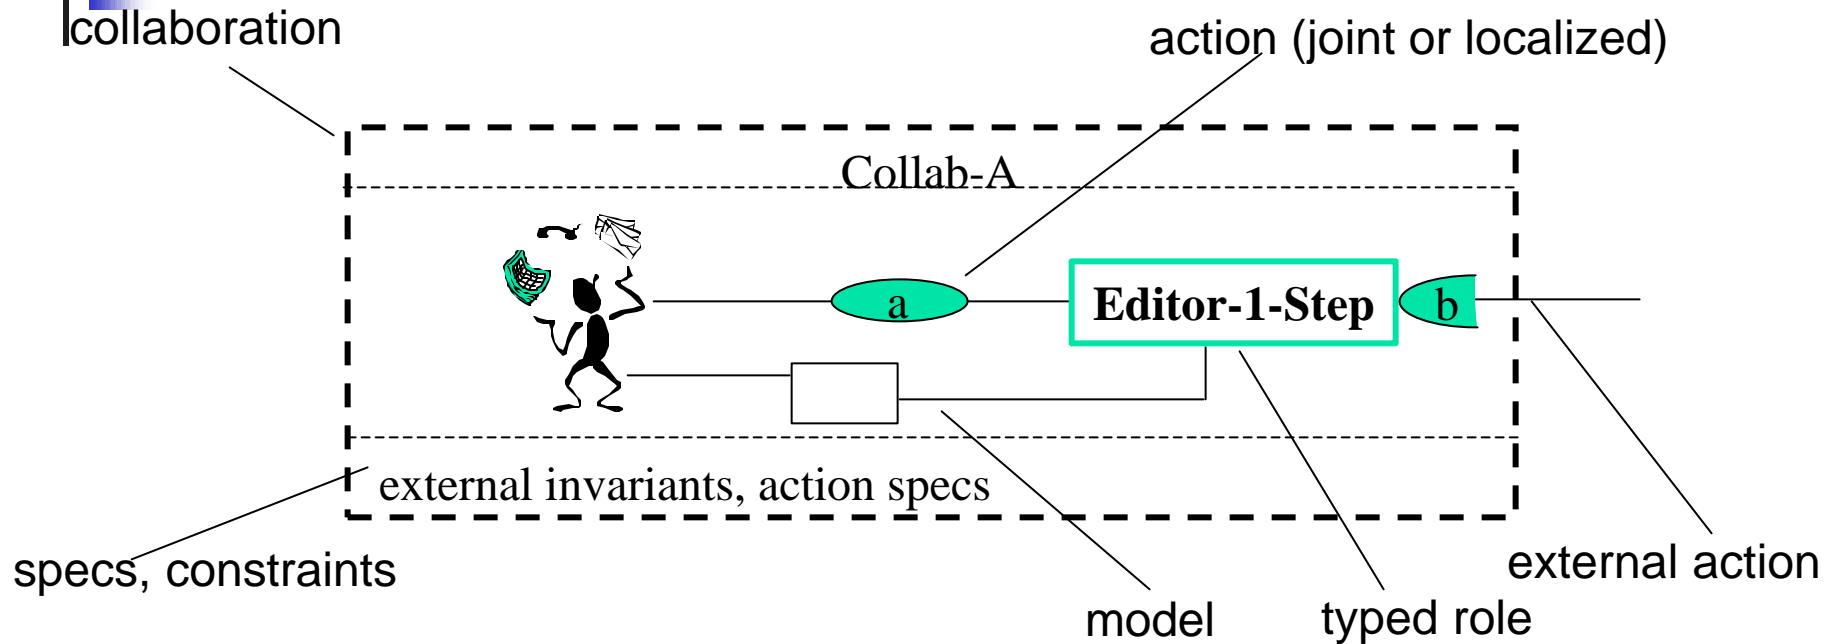 collaboration
action (joint or localized)
Collab-A
a
Editor-1-Step
b
external invariants, action specs
specs, constraints
external action
model
typed role